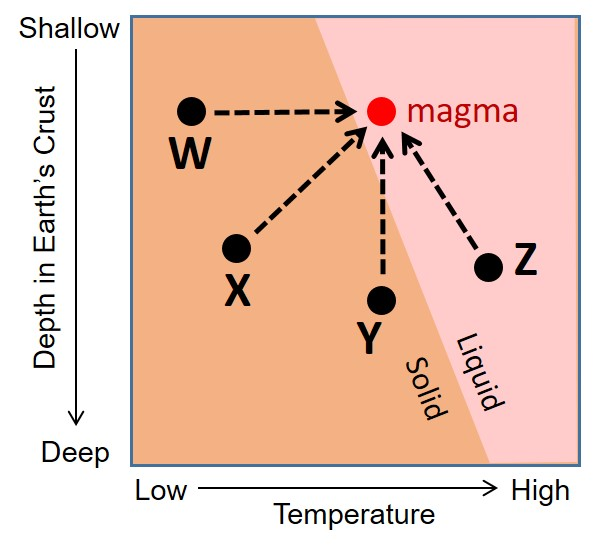 Shallow
Depth in Earth's Crust
Deep
W
magma
X
Z
Y
Solid
Liquid
Low
High
Temperature